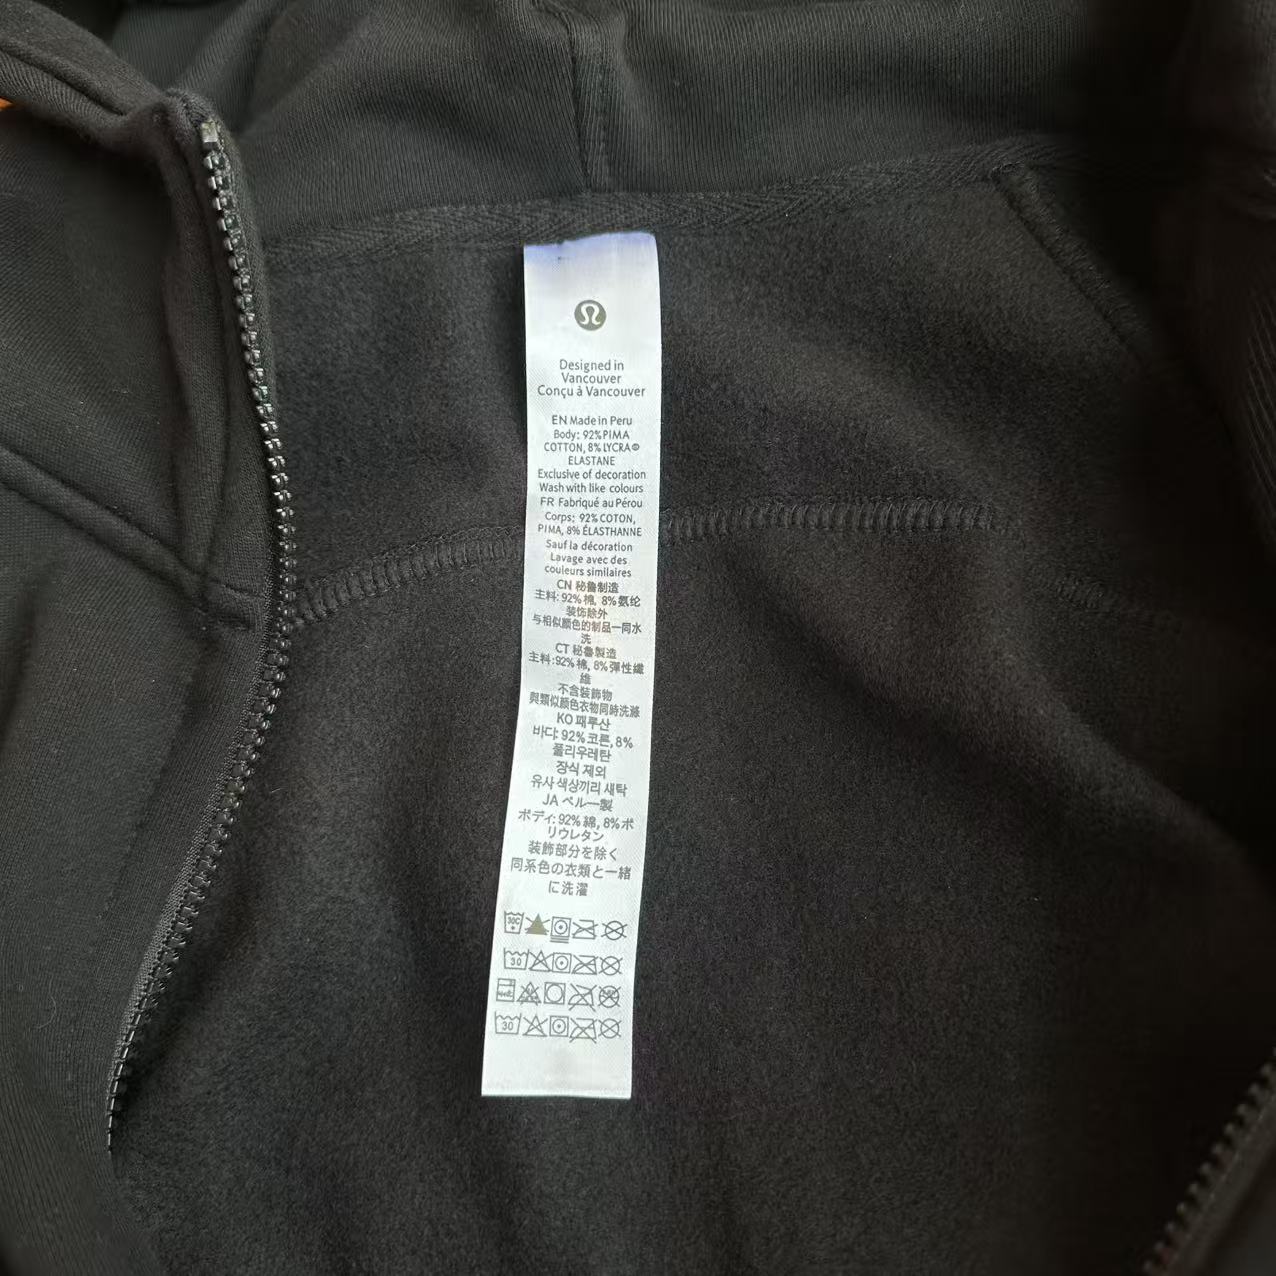 Designed in
Vancouver
Conçu à Vancouver
EN Made in Peru
Body: 92% PIMA
COTTON, 8% LYCRA®
ELASTANE
Exclusive of decoration
Wash with like colours
FR Fabriqué au Pérou
Corps: 92% COTON,
PIMA, 8% ÉLASTHANNE
Sauf la décoration
Lavage avec des
couleurs similaires
CN 秘鲁制造
主料: 92% 棉, 8% 氨纶
装饰除外
与相似颜色的制品一同水
洗
CT 秘魯製造
主料: 92% 棉, 8% 彈性纖
維
不含裝飾物
與類似顏色衣物同時洗滌
KO 페루산
바디: 92% 코튼, 8%
폴리우레탄
장식 제외
유사 색상끼리 세탁
JA ペルー製
ボディ: 92% 綿, 8% ポ
リウレタン
装飾部分を除く
同系色の衣類と一緒
に洗濯
30C
30
30